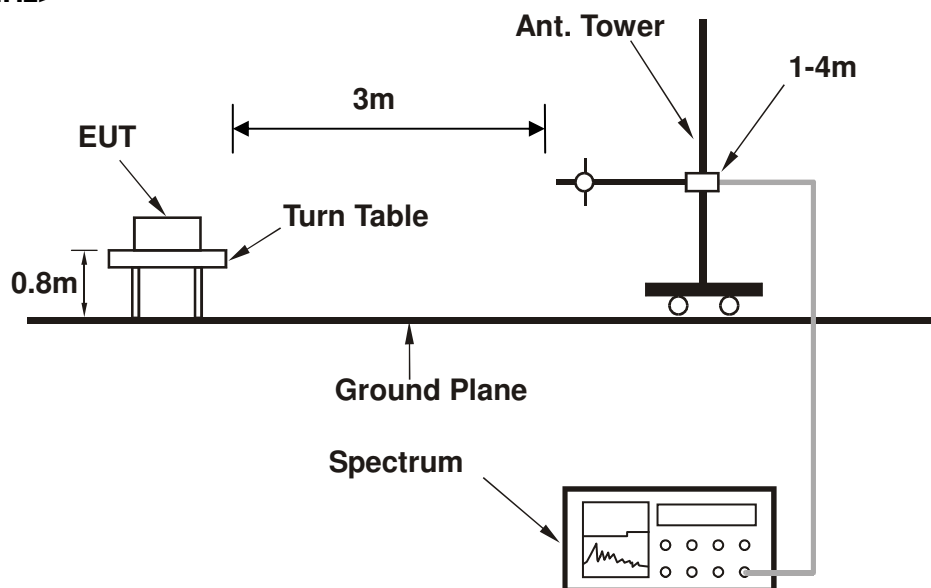 Ant. Tower
1-4m
3m
EUT
Turn Table
0.8m
Ground Plane
Spectrum